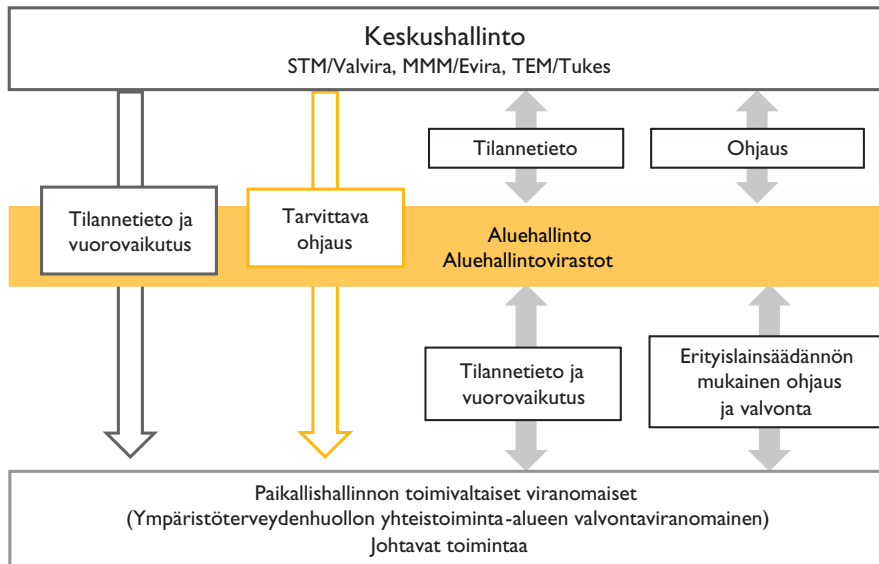 Keskushallinto
STM/Valvira, MMM/Evira, TEM/Tukes
Tilannetieto
Ohjaus
Tilannetieto ja
vuorovaikutus
Tarvittava
ohjaus
Aluehallinto
Aluehallintovirastot
Tilannetieto ja
vuorovaikutus
Erityislainsäädännön
mukainen ohjaus
ja valvonta
Paikallishallinnon toimivaltaiset viranomaiset
(Ympäristöterveydenhuollon yhteistoiminta-alueen valvontaviranomainen)
Johtavat toimintaa